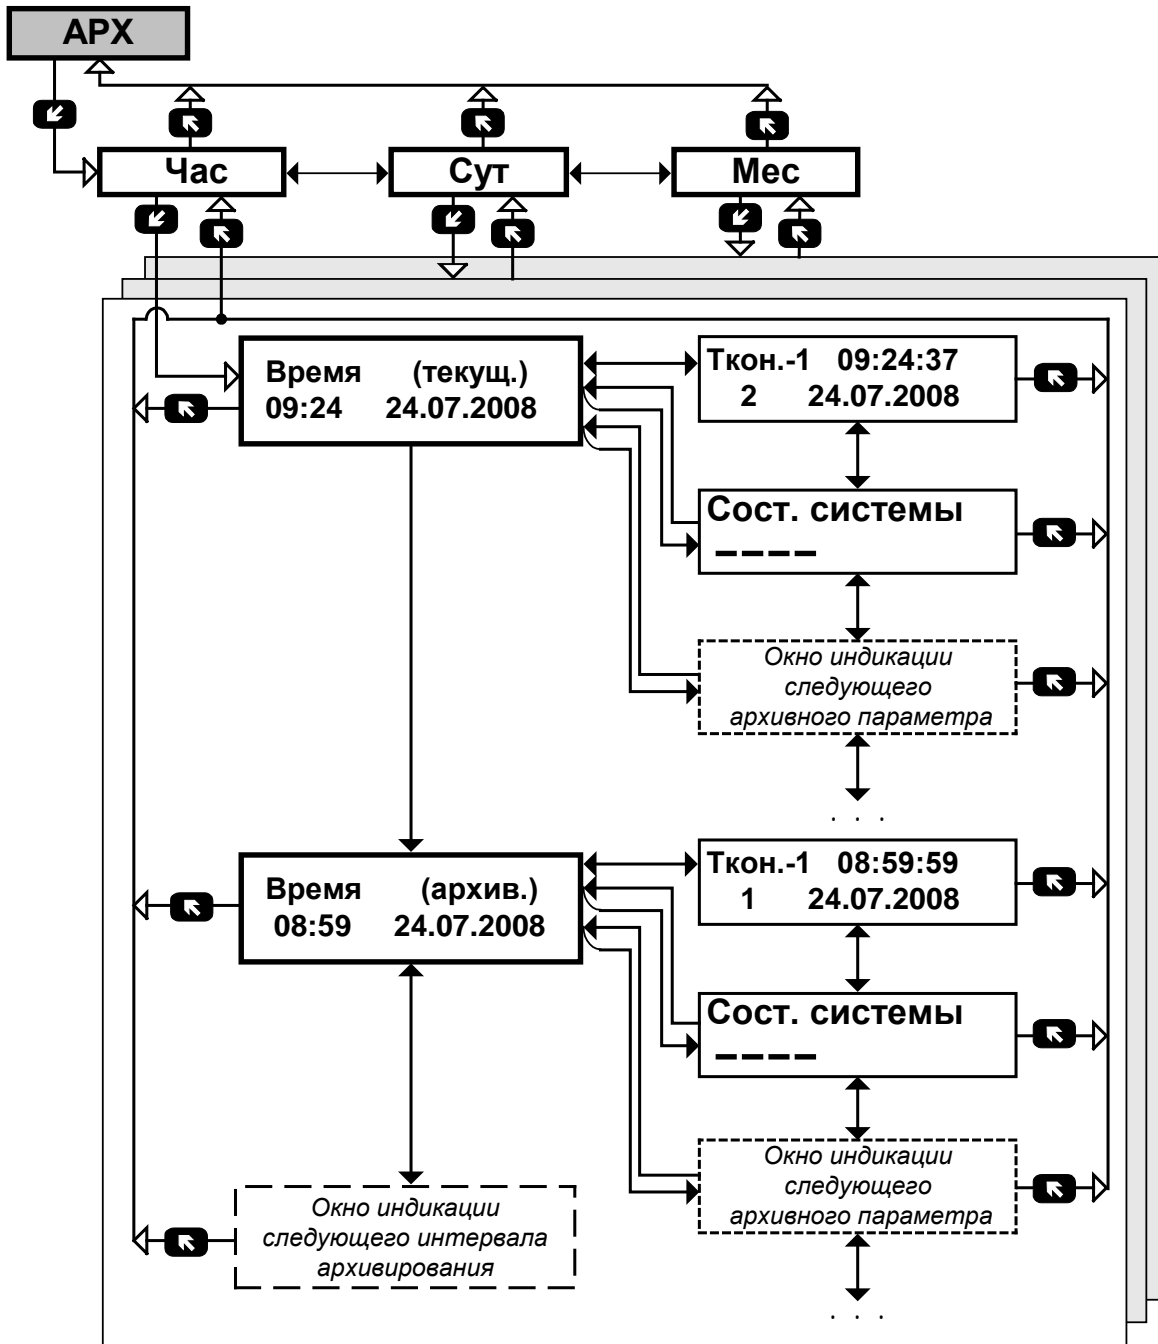 АРХ
Час
Сут
Мес
Время (текущ.)
09:24 24.07.2008
Ткон.-1 09:24:37
2 24.07.2008
Сост. системы
– – – –
Окно индикации
следующего
архивного параметра
. . .
Время (архив.)
08:59 24.07.2008
Ткон.-1 08:59:59
1 24.07.2008
Сост. системы
– – – –
Окно индикации
следующего
архивного параметра
. . .
Окно индикации
следующего интервала
архивирования